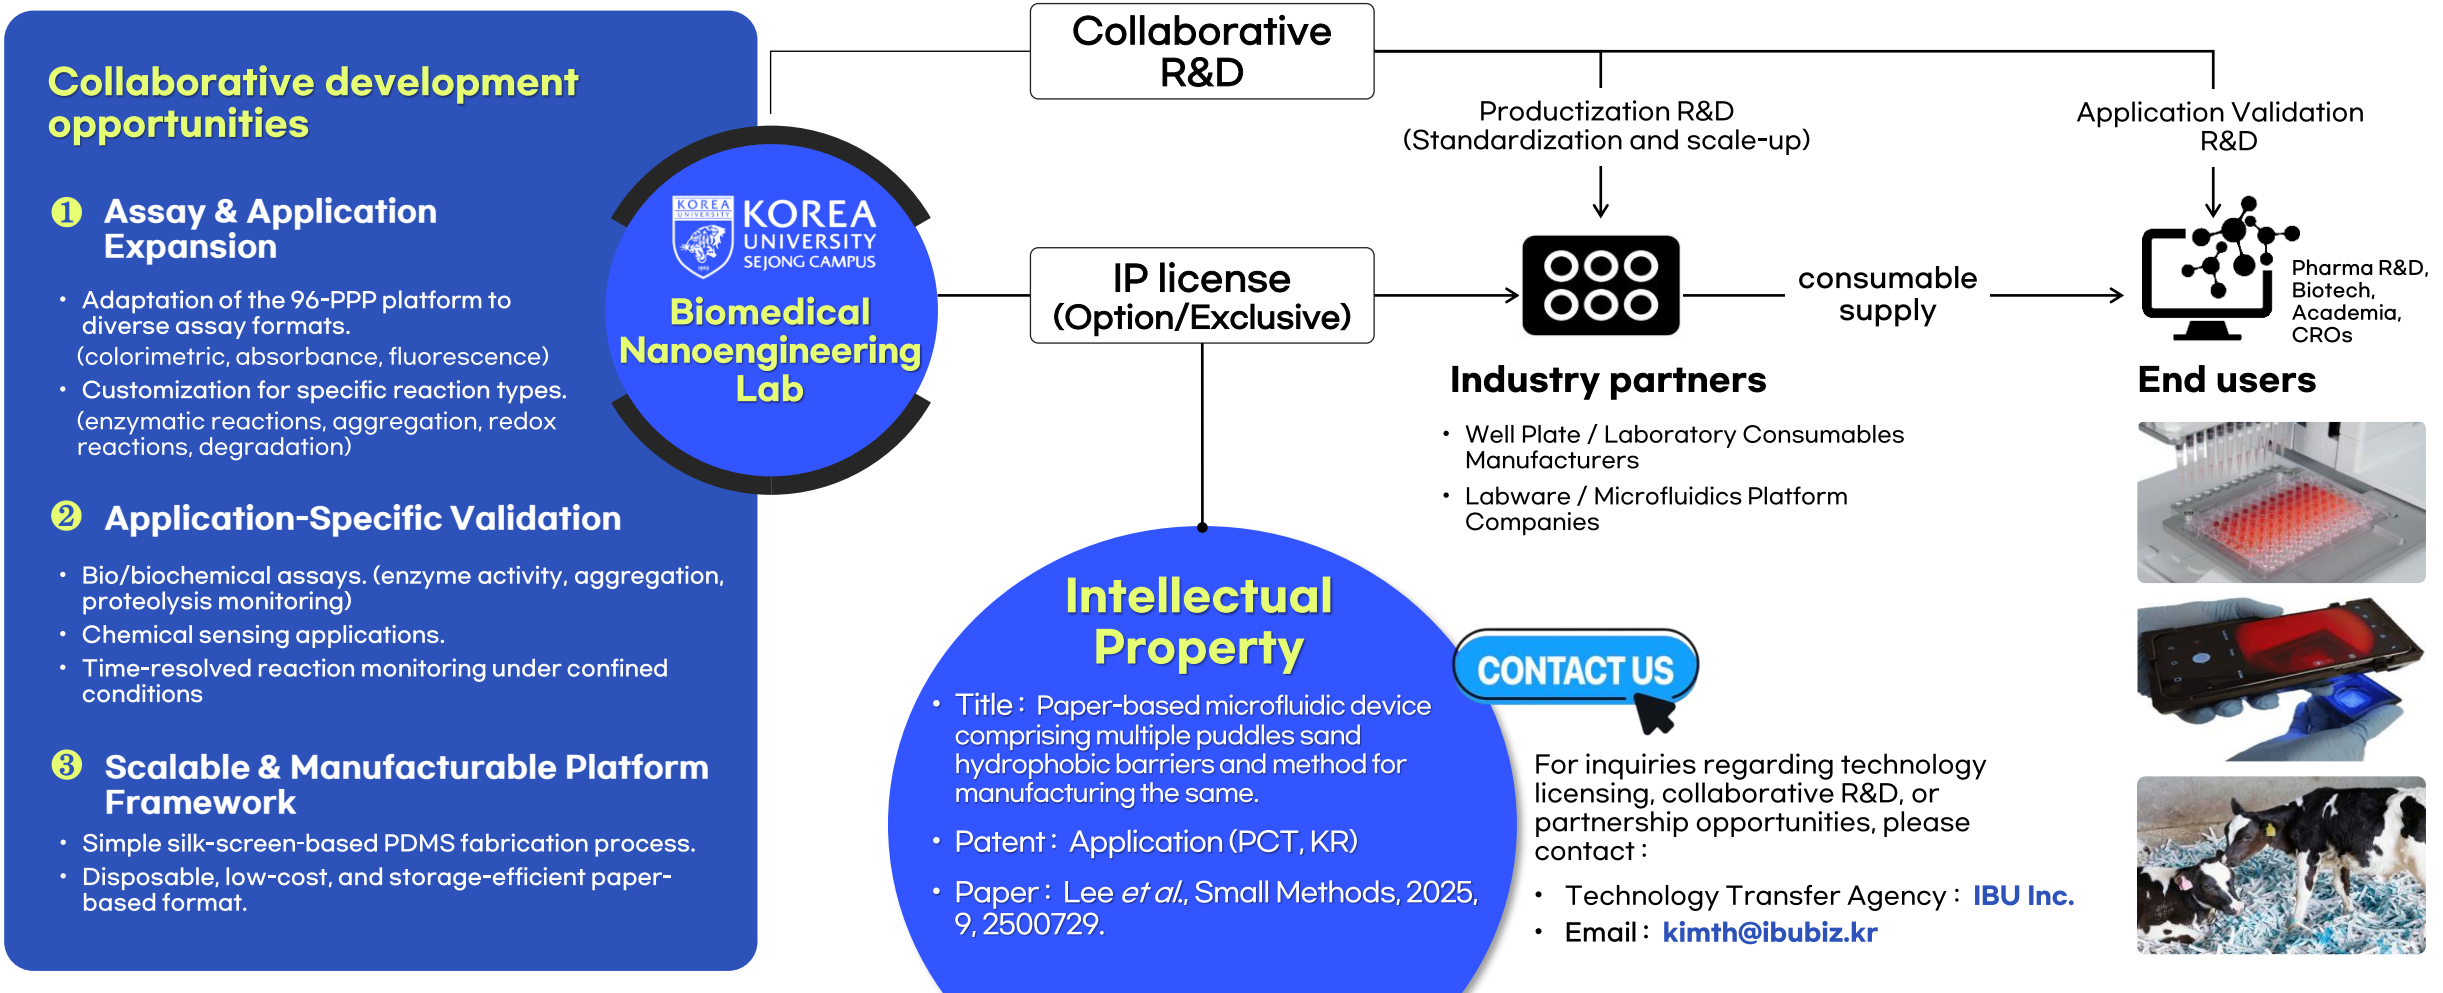 Collaborative development
opportunities
1 Assay & Application
Expansion
• Adaptation of the 96-PPP platform to
diverse assay formats.
(colorimetric, absorbance, fluorescence)
• Customization for specific reaction types.
(enzymatic reactions, aggregation, redox
reactions, degradation)
2 Application-Specific Validation
• Bio/biochemical assays. (enzyme activity, aggregation,
proteolysis monitoring)
• Chemical sensing applications.
• Time-resolved reaction monitoring under confined
conditions
3 Scalable & Manufacturable Platform
Framework
• Simple silk-screen-based PDMS fabrication process.
• Disposable, low-cost, and storage-efficient paper-
based format.
KOREA
UNIVERSITY
1905
KOREA
UNIVERSITY
SEJONG CAMPUS
Biomedical
Nanoengineering
Lab
Collaborative
R&D
IP license
(Option/Exclusive)
Productization R&D
(Standardization and scale-up)
Application Validation
R&D
consumable
supply
Pharma R&D,
Biotech,
Academia,
CROs
Industry partners
• Well Plate / Laboratory Consumables
Manufacturers
• Labware / Microfluidics Platform
Companies
End users
Intellectual
Property
• Title : Paper-based microfluidic device
comprising multiple puddles sand
hydrophobic barriers and method for
manufacturing the same.
• Patent : Application (PCT, KR)
• Paper : Lee et al., Small Methods, 2025,
9, 2500729.
CONTACT US
For inquiries regarding technology
licensing, collaborative R&D, or
partnership opportunities, please
contact :
• Technology Transfer Agency : IBU Inc.
• Email : kimth@ibubiz.kr